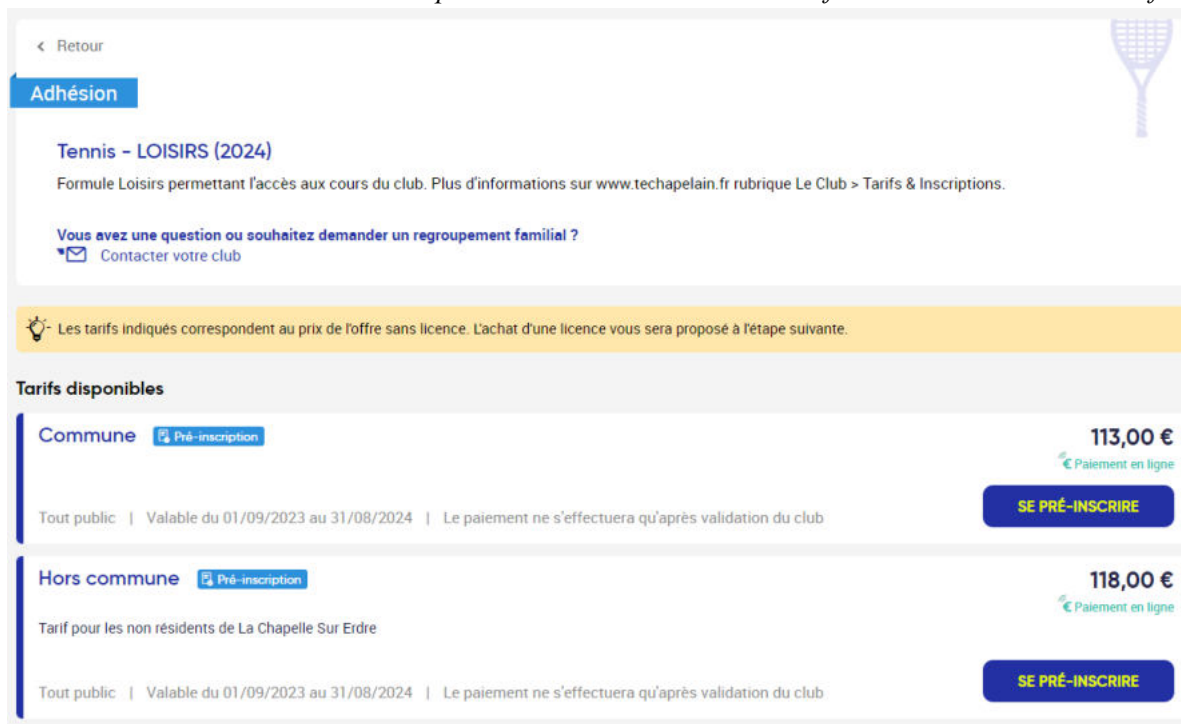 ‹ Retour
Adhésion
Tennis - LOISIRS (2024)
Formule Loisirs permettant l'accès aux cours du club. Plus d'informations sur www.techapelain.fr rubrique Le Club > Tarifs & Inscriptions.
Vous avez une question ou souhaitez demander un regroupement familial ?
Contacter votre club
Les tarifs indiqués correspondent au prix de l'offre sans licence. L'achat d'une licence vous sera proposé à l'étape suivante.
Tarifs disponibles
Commune Pré-inscription 113,00 €
€ Paiement en ligne
SE PRÉ-INSCRIRE
Tout public | Valable du 01/09/2023 au 31/08/2024 | Le paiement ne s'effectuera qu'après validation du club
Hors commune Pré-inscription 118,00 €
€ Paiement en ligne
Tarif pour les non résidents de La Chapelle Sur Erdre
SE PRÉ-INSCRIRE
Tout public | Valable du 01/09/2023 au 31/08/2024 | Le paiement ne s'effectuera qu'après validation du club